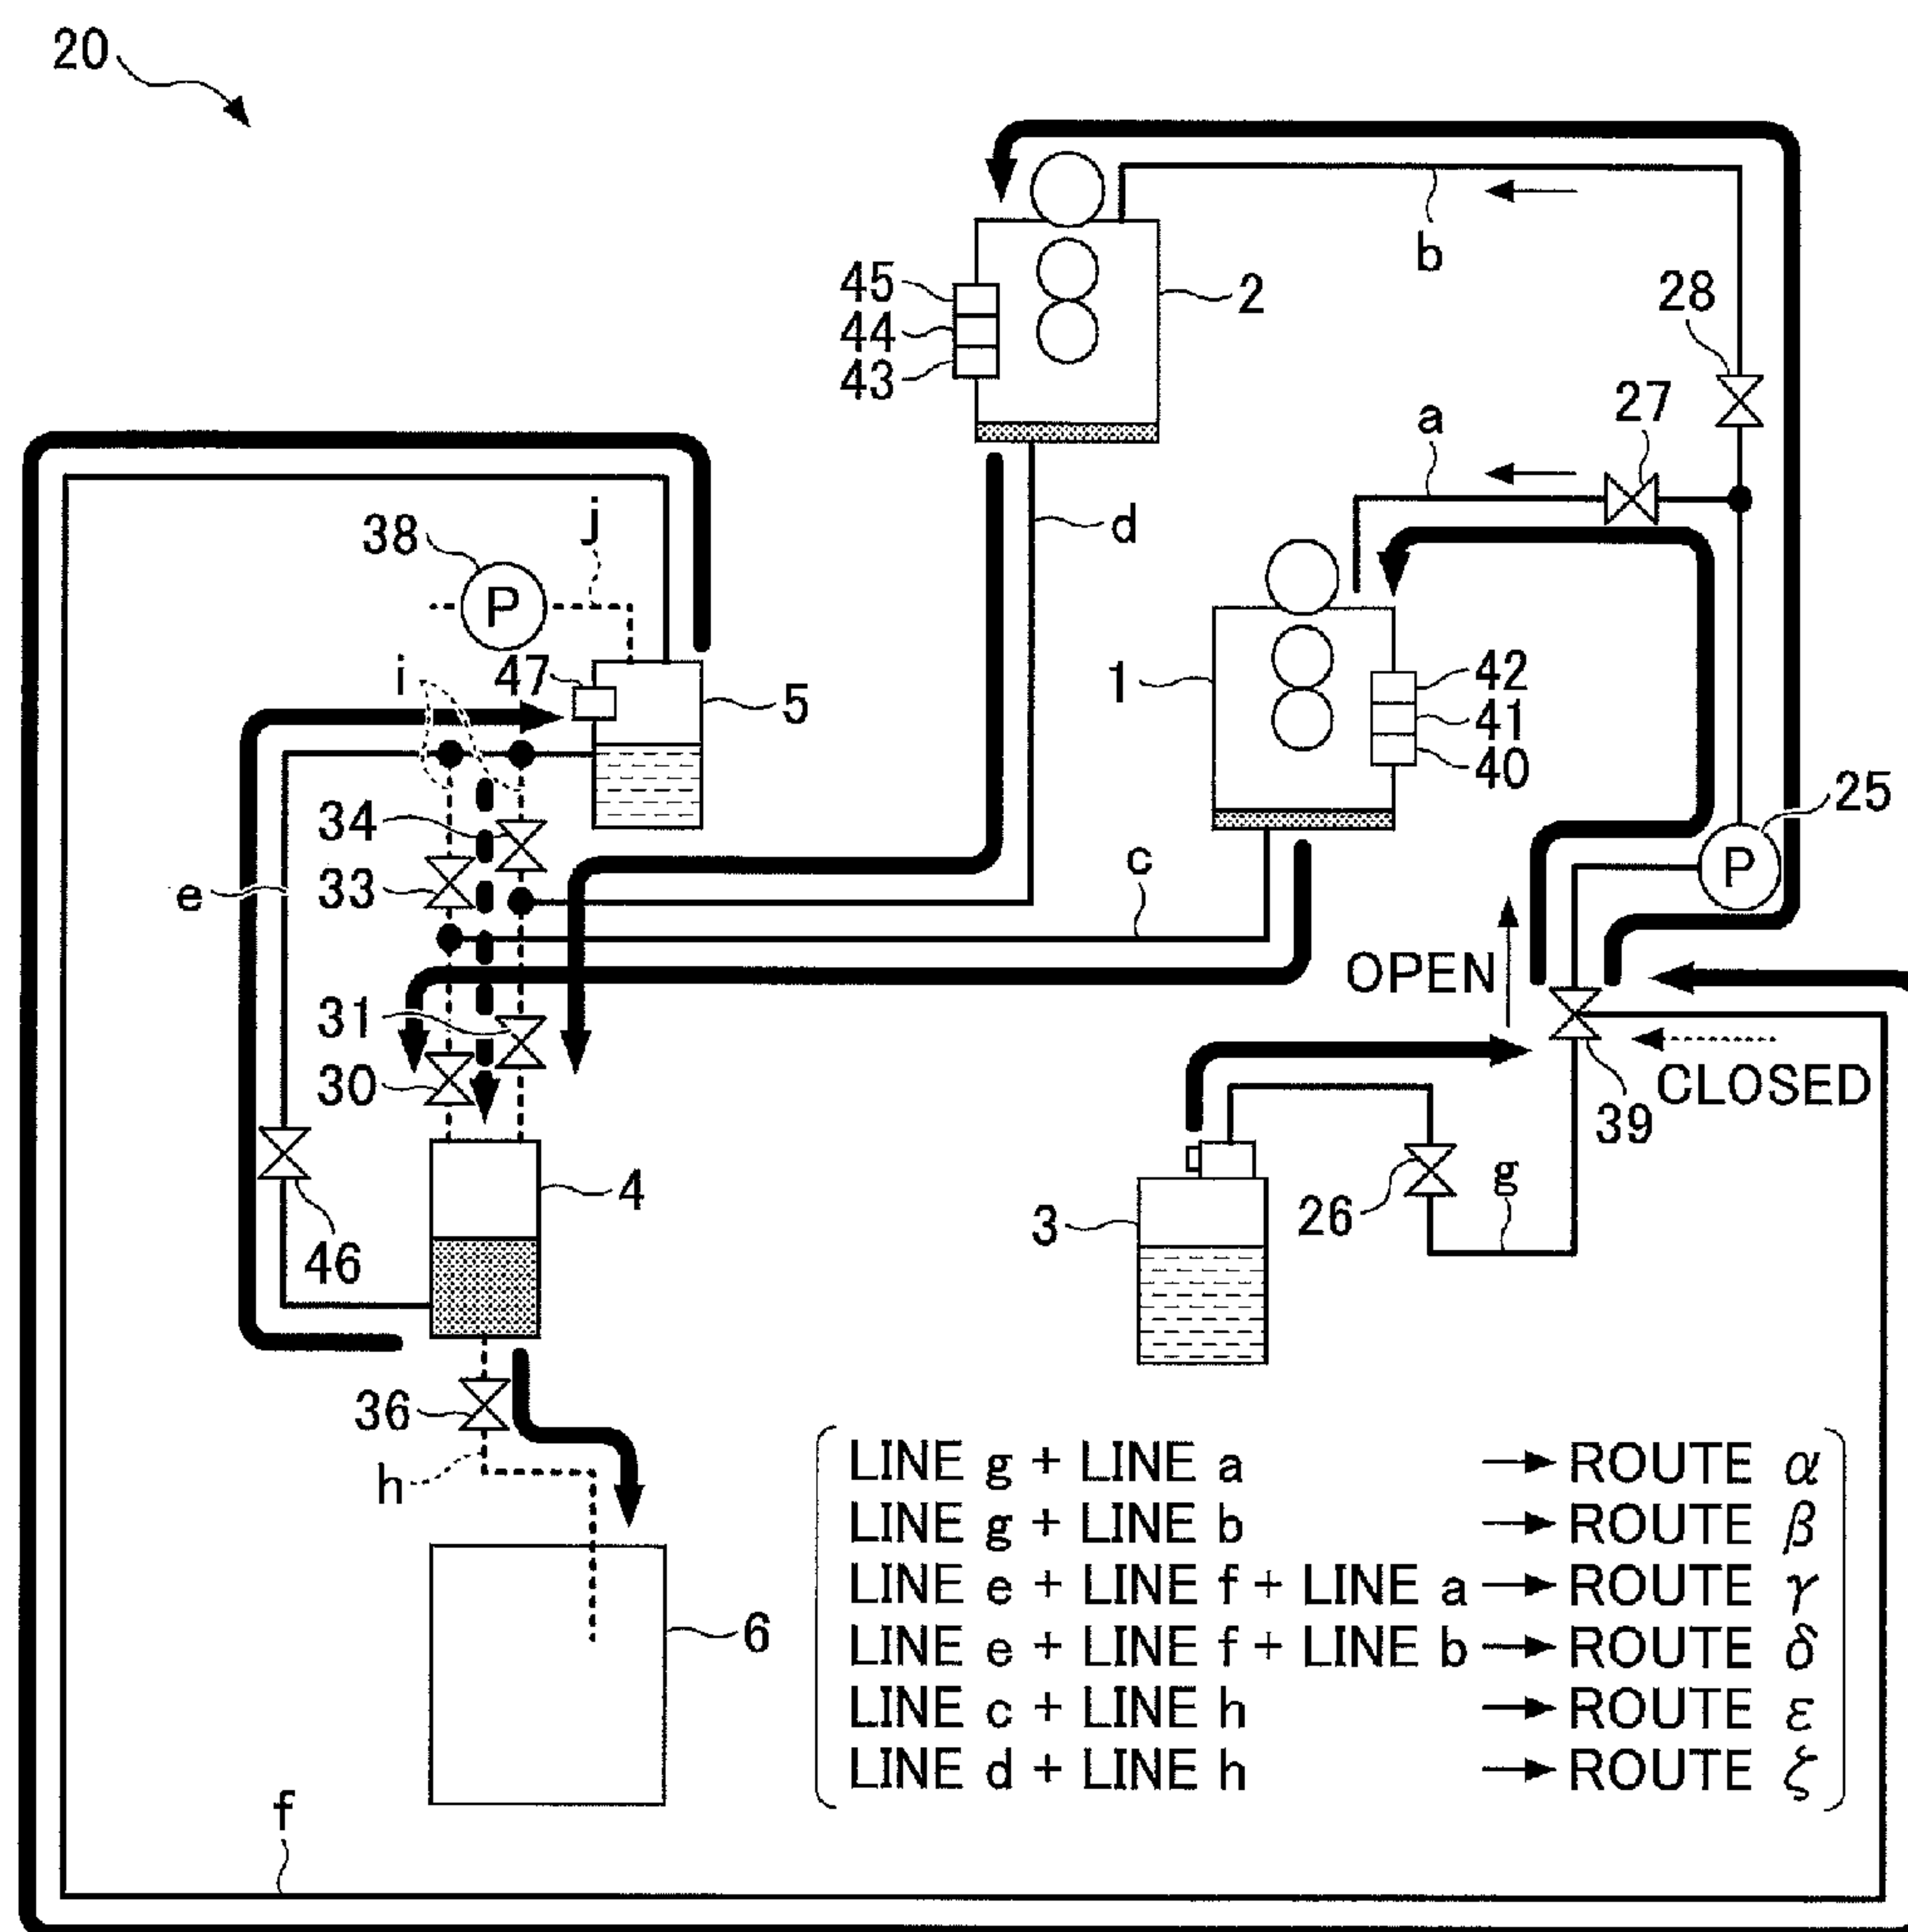 20
b
45
2
44
28
43
27
a
d
j
38
P
42
i
47
1
5
41
40
25
34
P
c
33
e
OPEN
31
30
CLOSED
39
4
g
3
26
46
36
h
LINE g + LINE a → ROUTE α
LINE g + LINE b → ROUTE β
LINE e + LINE f + LINE a → ROUTE γ
LINE e + LINE f + LINE b → ROUTE δ
LINE c + LINE h → ROUTE ε
LINE d + LINE h → ROUTE ζ
6
f